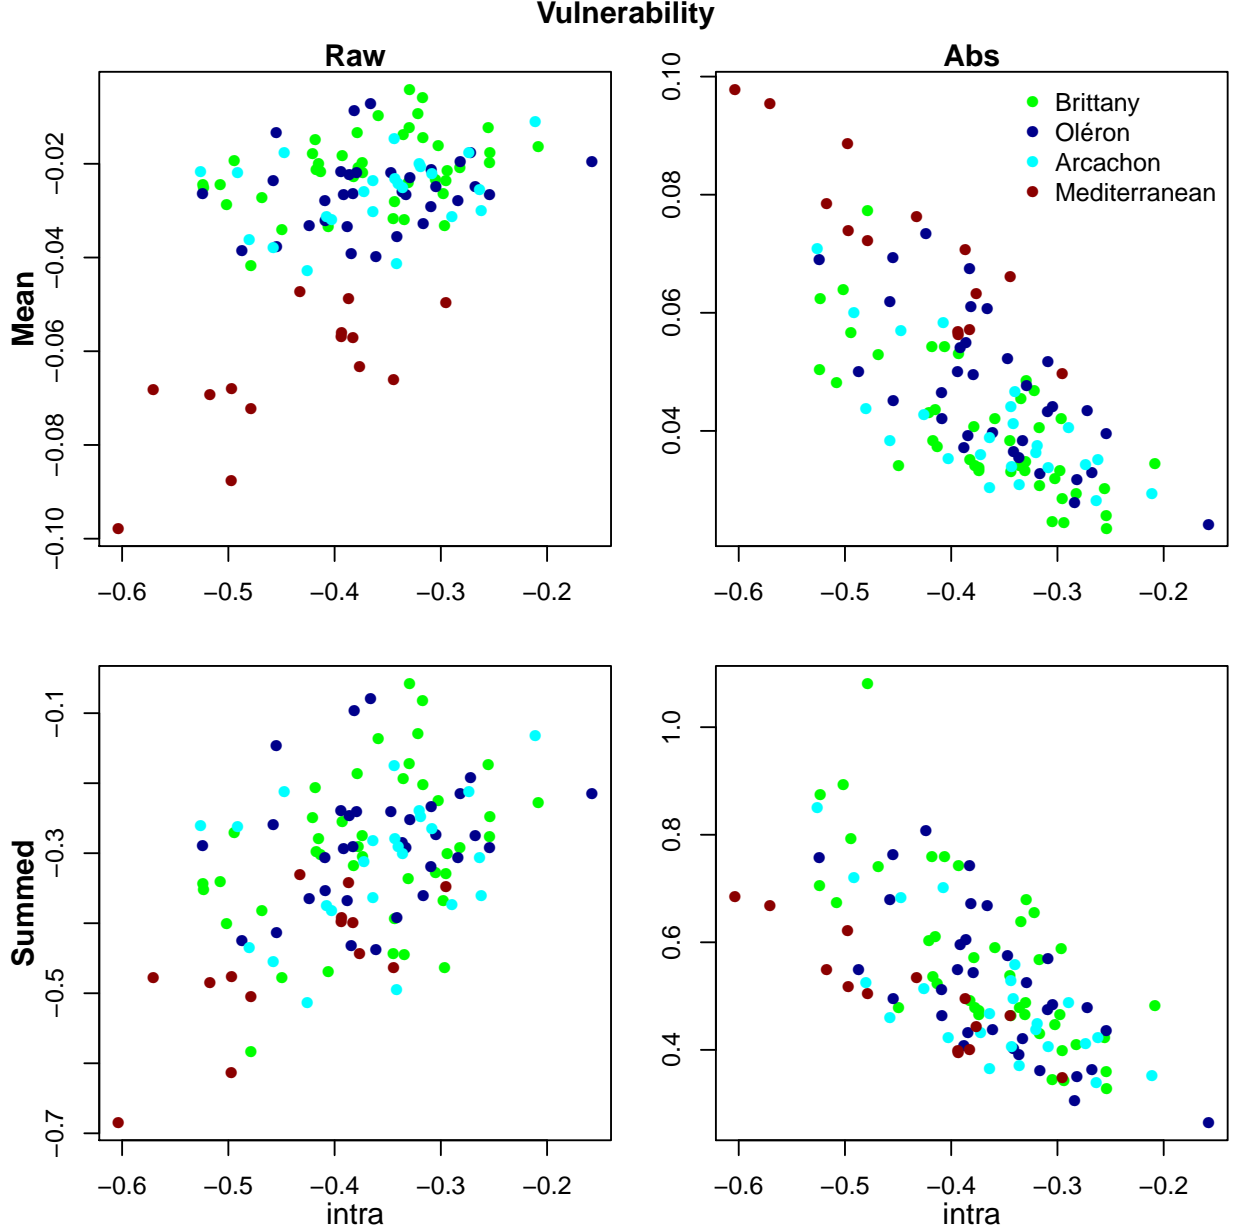 Vulnerability
Raw
Abs
Mean
−0.02
−0.04
−0.06
−0.08
−0.10
−0.6 −0.5 −0.4 −0.3 −0.2
0.10
0.08
0.06
0.04
Brittany
Oléron
Arcachon
Mediterranean
−0.6 −0.5 −0.4 −0.3 −0.2
Summed
−0.1
−0.3
−0.5
−0.7
−0.6 −0.5 −0.4 −0.3 −0.2
intra
1.0
0.8
0.6
0.4
−0.6 −0.5 −0.4 −0.3 −0.2
intra